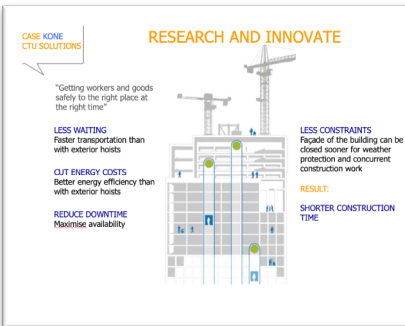 CASE KONE
CTU SOLUTIONS
RESEARCH AND INNOVATE
“Getting workers and goods
safely to the right place at
the right time”
LESS WAITING
Faster transportation than
with exterior hoists
CUT ENERGY COSTS
Better energy efficiency than
with exterior hoists
REDUCE DOWNTIME
Maximise availability
LESS CONSTRAINTS
Façade of the building can be
closed sooner for weather
protection and concurrent
construction work
RESULT:
SHORTER CONSTRUCTION
TIME